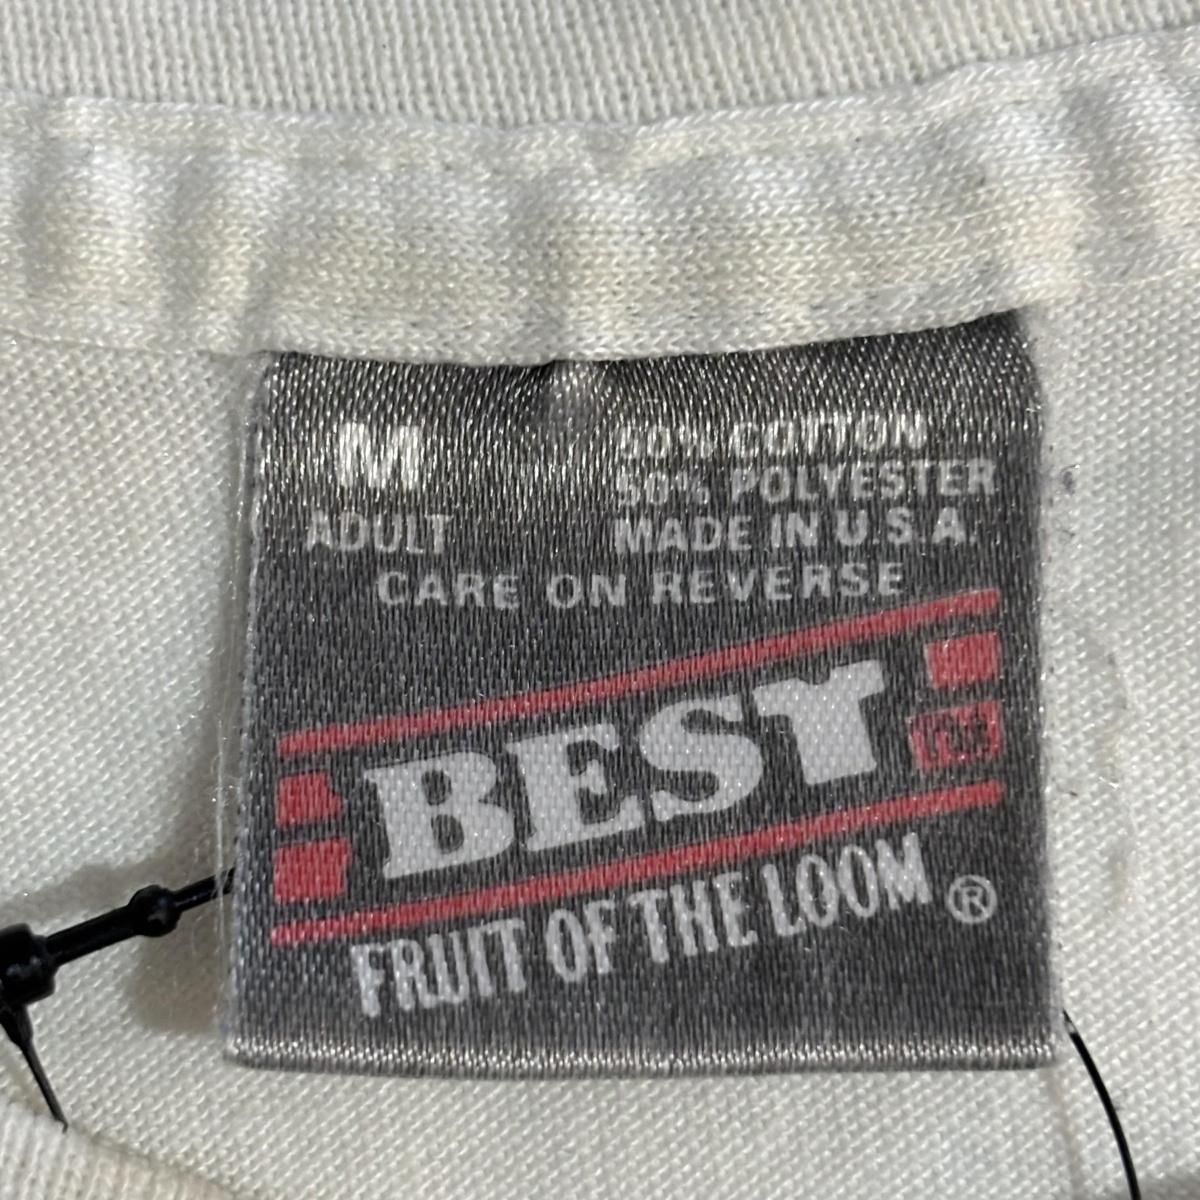 M
ADULT
50% COTTON
50% POLYESTER
MADE IN U.S.A.
CARE ON REVERSE
BEST
FRUIT OF THE LOOM ®